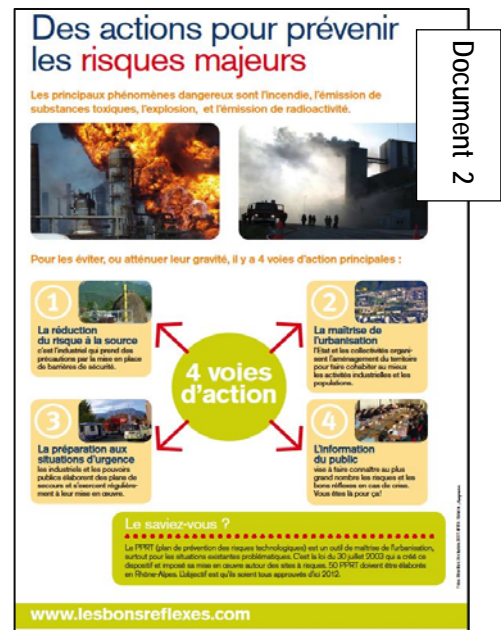 Des actions pour prévenir
les risques majeurs
Document 2
Les principaux phénomènes dangereux sont l'incendie, l'émission de
substances toxiques, l'explosion, et l'émission de radioactivité.
Pour les éviter, ou atténuer leur gravité, il y a 4 voies d'action principales :
1
La réduction
du risque à la source
c'est l'industriel qui prend des
précautions par la mise en place
de barrières de sécurité.
2
La maîtrise de
l'urbanisation
l'Etat et les collectivités organi-
sent l'aménagement du territoire
pour faire cohabiter au mieux
les activités industrielles et les
populations.
4 voies
d'action
3
La préparation aux
situations d'urgence
les industriels et les pouvoirs
publics élaborent des plans de
secours et s'exercent régulière-
ment à leur mise en œuvre.
4
L'information
du public
vise à faire connaître au plus
grand nombre les risques et les
bons réflexes en cas de crise.
Vous êtes là pour ça!
Le saviez-vous ?
Le PPRT (plan de prévention des risques technologiques) est un outil de maîtrise de l'urbanisation,
surtout pour les situations existantes problématiques. C'est la loi du 30 juillet 2003 qui a créé ce
dispositif et imposé sa mise en œuvre autour des sites à risques. 50 PPRT doivent être élaborés
en Rhône-Alpes. L'objectif est qu'ils soient tous approuvés d'ici 2012.
www.lesbonsreflexes.com